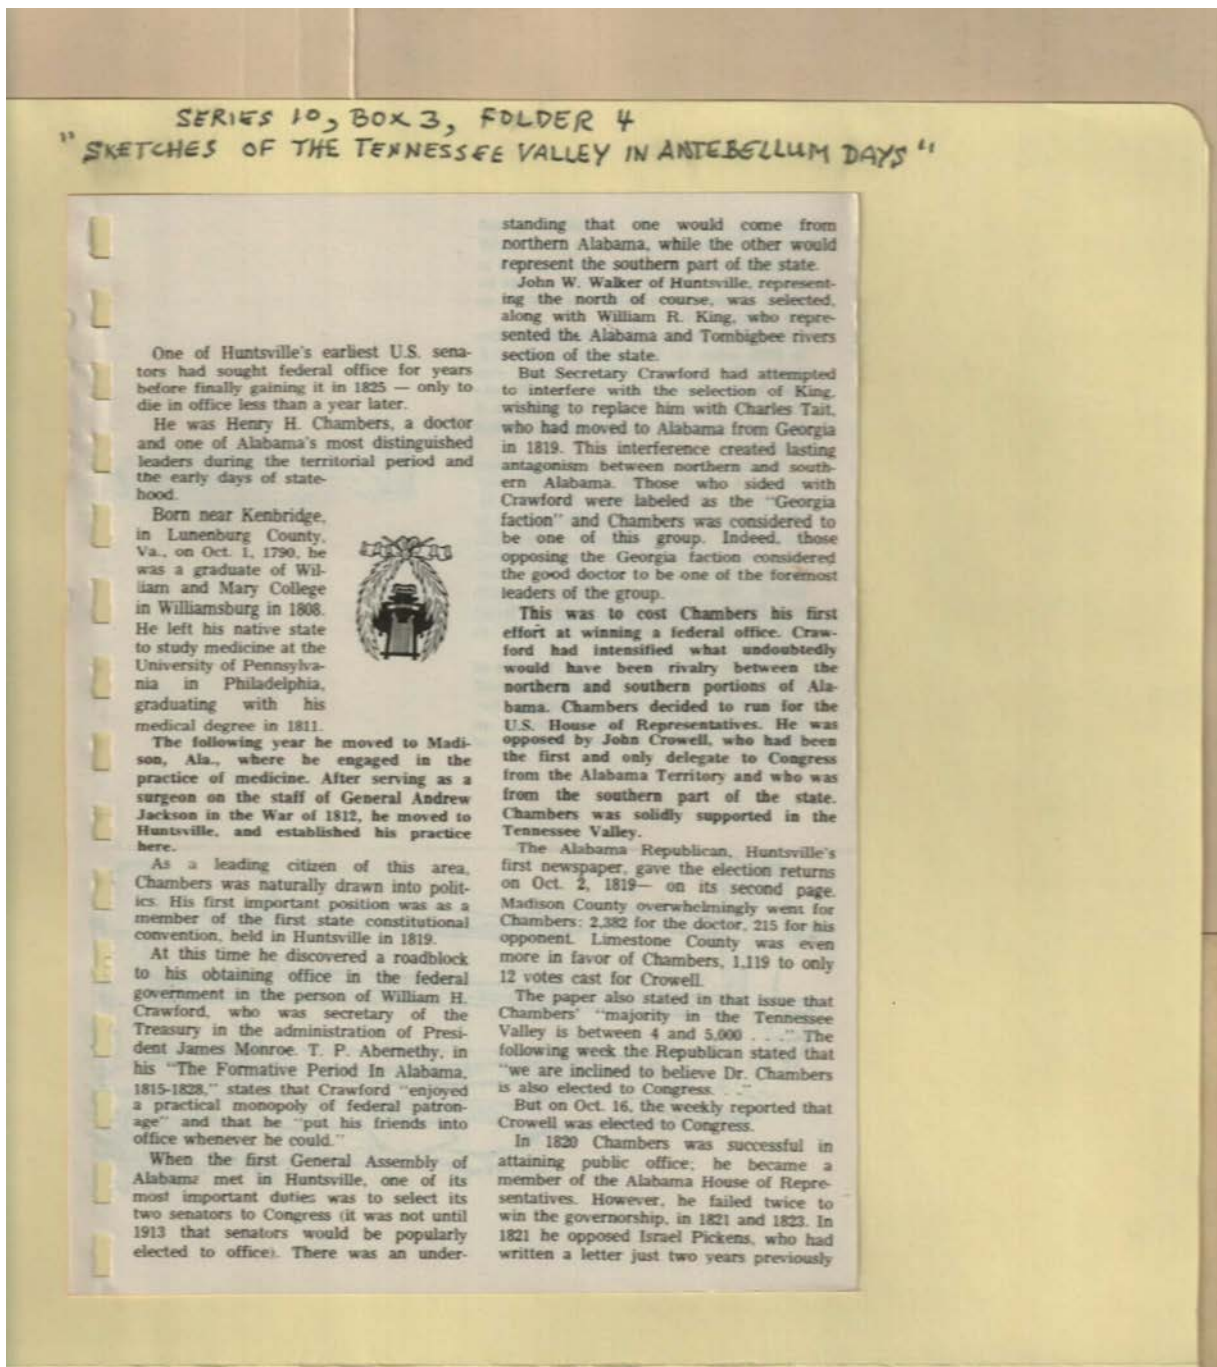 SERIES 10, BOX 3, FOLDER 4
"SKETCHES OF THE TENNESSEE VALLEY IN ANTEBELLUM DAYS"
One of Huntsville's earliest U.S. sena-
tors had sought federal office for years
before finally gaining it in 1825 — only to
die in office less than a year later.
He was Henry H. Chambers, a doctor
and one of Alabama's most distinguished
leaders during the territorial period and
the early days of state-
hood.
Born near Kenbridge,
in Lunenburg County,
Va., on Oct. 1, 1790, he
was a graduate of Wil-
liam and Mary College
in Williamsburg in 1808.
He left his native state
to study medicine at the
University of Pennsylva-
nia in Philadelphia,
graduating with his
medical degree in 1811.
The following year he moved to Madi-
son, Ala., where he engaged in the
practice of medicine. After serving as a
surgeon on the staff of General Andrew
Jackson in the War of 1812, he moved to
Huntsville, and established his practice
here.
As a leading citizen of this area,
Chambers was naturally drawn into polit-
ics. His first important position was as a
member of the first state constitutional
convention, held in Huntsville in 1819.
At this time he discovered a roadblock
to his obtaining office in the federal
government in the person of William H.
Crawford, who was secretary of the
Treasury in the administration of Presi-
dent James Monroe. T. P. Abernethy, in
his "The Formative Period In Alabama,
1815-1828," states that Crawford "enjoyed
a practical monopoly of federal patron-
age" and that he "put his friends into
office whenever he could."
When the first General Assembly of
Alabama met in Huntsville, one of its
most important duties was to select its
two senators to Congress (it was not until
1913 that senators would be popularly
elected to office). There was an under-
standing that one would come from
northern Alabama, while the other would
represent the southern part of the state.
John W. Walker of Huntsville, represent-
ing the north of course, was selected,
along with William R. King, who repre-
sented the Alabama and Tombigbee rivers
section of the state.
But Secretary Crawford had attempted
to interfere with the selection of King,
wishing to replace him with Charles Tait,
who had moved to Alabama from Georgia
in 1819. This interference created lasting
antagonism between northern and south-
ern Alabama. Those who sided with
Crawford were labeled as the "Georgia
faction" and Chambers was considered to
be one of this group. Indeed, those
opposing the Georgia faction considered
the good doctor to be one of the foremost
leaders of the group.
This was to cost Chambers his first
effort at winning a federal office. Craw-
ford had intensified what undoubtedly
would have been rivalry between the
northern and southern portions of Ala-
bama. Chambers decided to run for the
U.S. House of Representatives. He was
opposed by John Crowell, who had been
the first and only delegate to Congress
from the Alabama Territory and who was
from the southern part of the state.
Chambers was solidly supported in the
Tennessee Valley.
The Alabama Republican, Huntsville's
first newspaper, gave the election returns
on Oct. 2, 1819— on its second page.
Madison County overwhelmingly went for
Chambers; 2,382 for the doctor, 215 for his
opponent. Limestone County was even
more in favor of Chambers, 1,119 to only
12 votes cast for Crowell.
The paper also stated in that issue that
Chambers' "majority in the Tennessee
Valley is between 4 and 5,000 . . ." The
following week the Republican stated that
"we are inclined to believe Dr. Chambers
is also elected to Congress. . ."
But on Oct. 16, the weekly reported that
Crowell was elected to Congress.
In 1820 Chambers was successful in
attaining public office; he became a
member of the Alabama House of Repre-
sentatives. However, he failed twice to
win the governorship, in 1821 and 1823. In
1821 he opposed Israel Pickens, who had
written a letter just two years previously